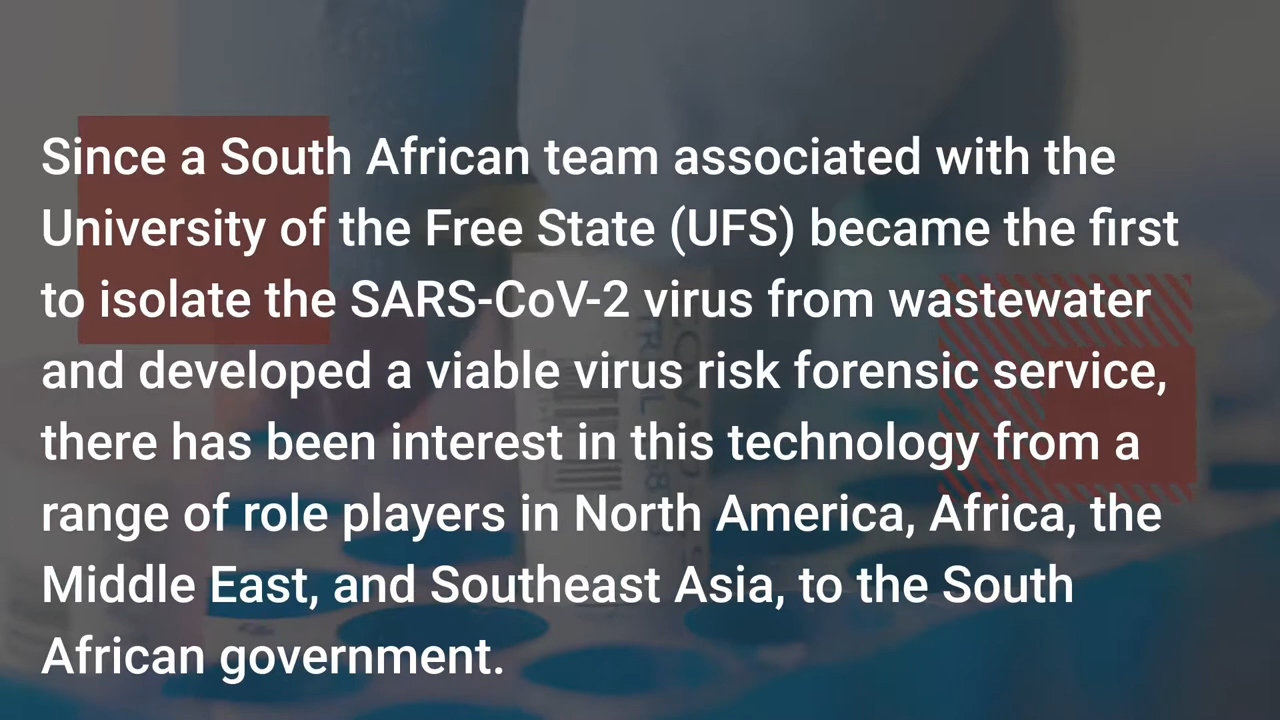 Since a South African team associated with the
University of the Free State (UFS) became the first
to isolate the SARS-CoV-2 virus from wastewater
and developed a viable virus risk forensic service,
there has been interest in this technology from a
range of role players in North America, Africa, the
Middle East, and Southeast Asia, to the South
African government.